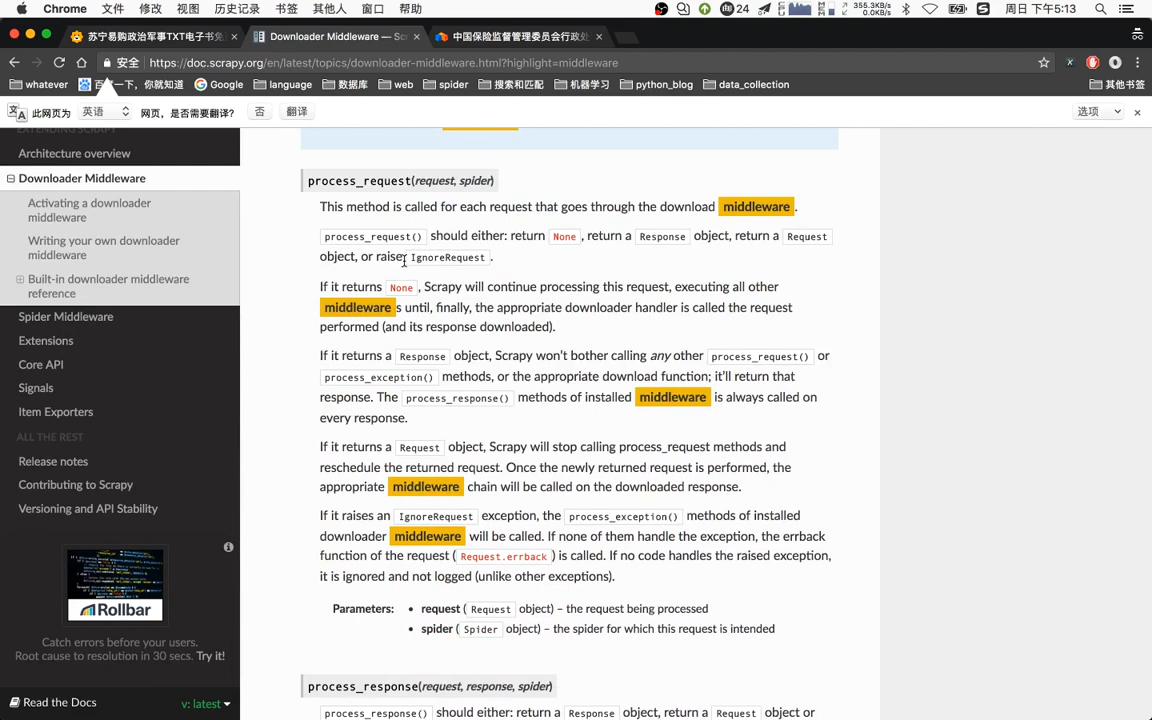 Chrome 文件 修改 视图 历史记录 书签 其他人 窗口 帮助 24 355.3KB/s 0.0KB/s 周日 下午5:13
苏宁易购政治军事TXT电子书免 × Downloader Middleware — Sc × 中国保险监督管理委员会行政处 ×
安全 https://doc.scrapy.org/en/latest/topics/downloader-middleware.html?highlight=middleware
whatever 百度一下，你就知道 Google language 数据库 web spider 搜索和匹配 机器学习 python_blog data_collection 其他书签
此网页为 英语 网页，是否需要翻译? 否 翻译 选项
EXTENDING SCRAPY
Architecture overview
Downloader Middleware
Activating a downloader
middleware
Writing your own downloader
middleware
Built-in downloader middleware
reference
Spider Middleware
Extensions
Core API
Signals
Item Exporters
ALL THE REST
Release notes
Contributing to Scrapy
Versioning and API Stability
Rollbar
Catch errors before your users.
Root cause to resolution in 30 secs. Try it!
Read the Docs v: latest
process_request(request, spider)
This method is called for each request that goes through the download middleware.
process_request() should either: return None, return a Response object, return a Request
object, or raise IgnoreRequest.
If it returns None, Scrapy will continue processing this request, executing all other
middlewares until, finally, the appropriate downloader handler is called the request
performed (and its response downloaded).
If it returns a Response object, Scrapy won't bother calling any other process_request() or
process_exception() methods, or the appropriate download function; it'll return that
response. The process_response() methods of installed middleware is always called on
every response.
If it returns a Request object, Scrapy will stop calling process_request methods and
reschedule the returned request. Once the newly returned request is performed, the
appropriate middleware chain will be called on the downloaded response.
If it raises an IgnoreRequest exception, the process_exception() methods of installed
downloader middleware will be called. If none of them handle the exception, the errback
function of the request (Request.errback) is called. If no code handles the raised exception,
it is ignored and not logged (unlike other exceptions).
Parameters: • request (Request object) – the request being processed
• spider (Spider object) – the spider for which this request is intended
process_response(request, response, spider)
process_response() should either: return a Response object, return a Request object or